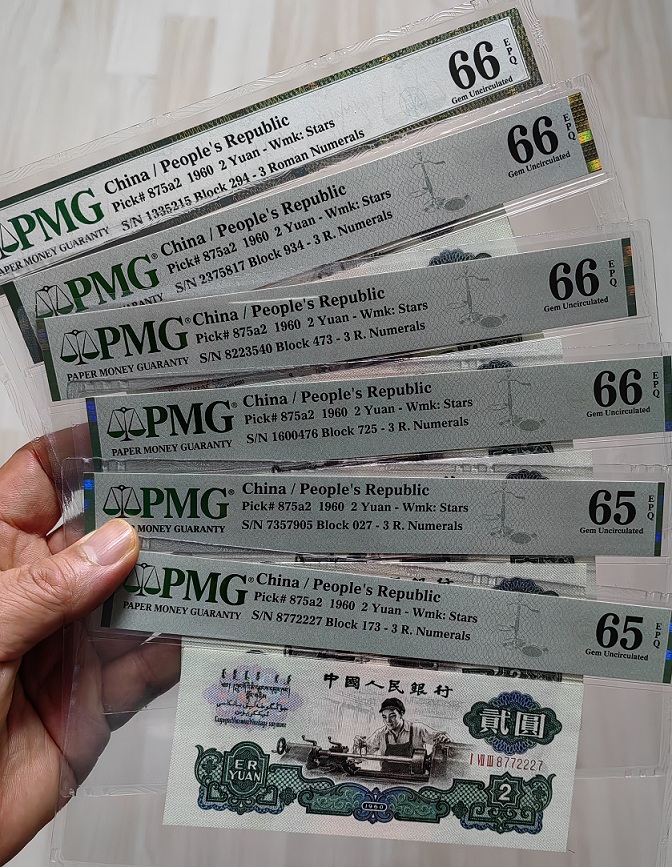 PMG
PAPER MONEY GUARANTY
China / People's Republic
Pick# 875a2 1960 2 Yuan - Wmk: Stars
S/N 1335215 Block 294 - 3 Roman Numerals
66
EPQ
Gem Uncirculated
PMG®
China / People's Republic
Pick# 875a2 1960 2 Yuan - Wmk: Stars
S/N 2375817 Block 934 - 3 R. Numerals
66
EPQ
Gem Uncirculated
PMG®
PAPER MONEY GUARANTY
China / People's Republic
Pick# 875a2 1960 2 Yuan - Wmk: Stars
S/N 8223540 Block 473 - 3 R. Numerals
66
EPQ
Gem Uncirculated
PMG®
PAPER MONEY GUARANTY
China / People's Republic
Pick# 875a2 1960 2 Yuan - Wmk: Stars
S/N 1600476 Block 725 - 3 R. Numerals
66
EPQ
Gem Uncirculated
PMG®
MONEY GUARANTY
China / People's Republic
Pick# 875a2 1960 2 Yuan - Wmk: Stars
S/N 7357905 Block 027 - 3 R. Numerals
65
EPQ
Gem Uncirculated
PMG®
PAPER MONEY GUARANTY
China / People's Republic
Pick# 875a2 1960 2 Yuan - Wmk: Stars
S/N 8772227 Block 173 - 3 R. Numerals
65
EPQ
Gem Uncirculated
中國人民銀行
貳圓
I VII III 8772227
ER
YUAN
1960
2